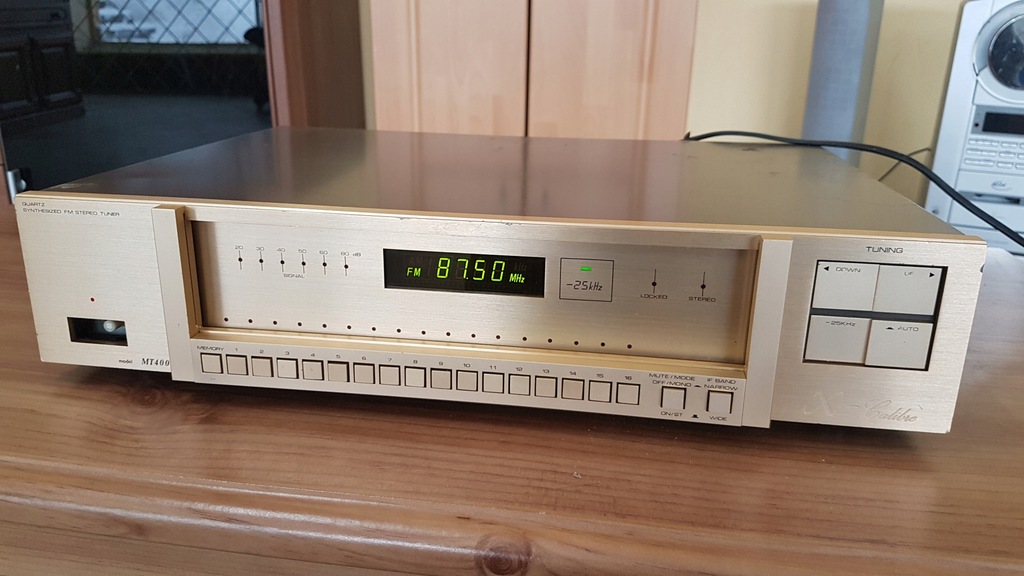 QUARTZ
SYNTHESIZED FM STEREO TUNER
20 30 40 50 60 80 dB
SIGNAL
FM 87.50 MHz
-25kHz
LOCKED
STEREO
TUNING
◄ DOWN
UP ►
-25KHz
▲ AUTO
model MT400
MEMORY 1 2 3 4 5 6 7 8 9 10 11 12 13 14 15 16
MUTE/MODE
OFF/MONO
ON/ST
IF BAND
NARROW
WIDE
X-Calibre